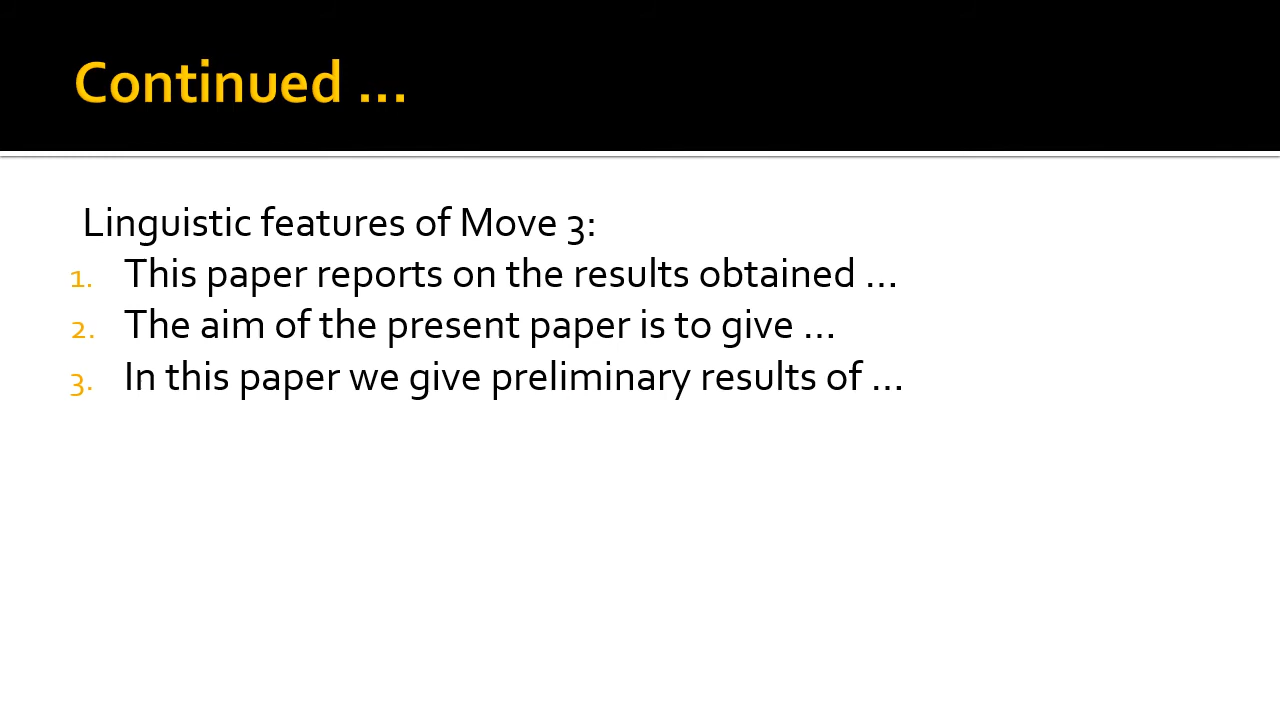 Continued ...
Linguistic features of Move 3:
1. This paper reports on the results obtained ...
2. The aim of the present paper is to give ...
3. In this paper we give preliminary results of ...